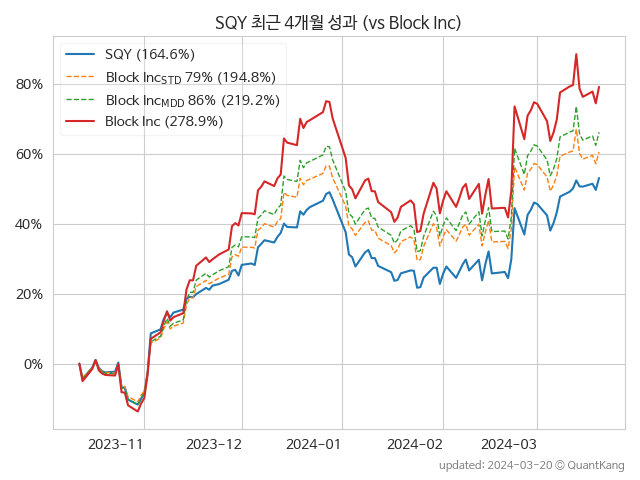 SQY 최근 4개월 성과 (vs Block Inc)
SQY (164.6%)
Block Inc_STD 79% (194.8%)
Block Inc_MDD 86% (219.2%)
Block Inc (278.9%)
80%
60%
40%
20%
0%
2023-11 2023-12 2024-01 2024-02 2024-03
updated: 2024-03-20 © QuantKang